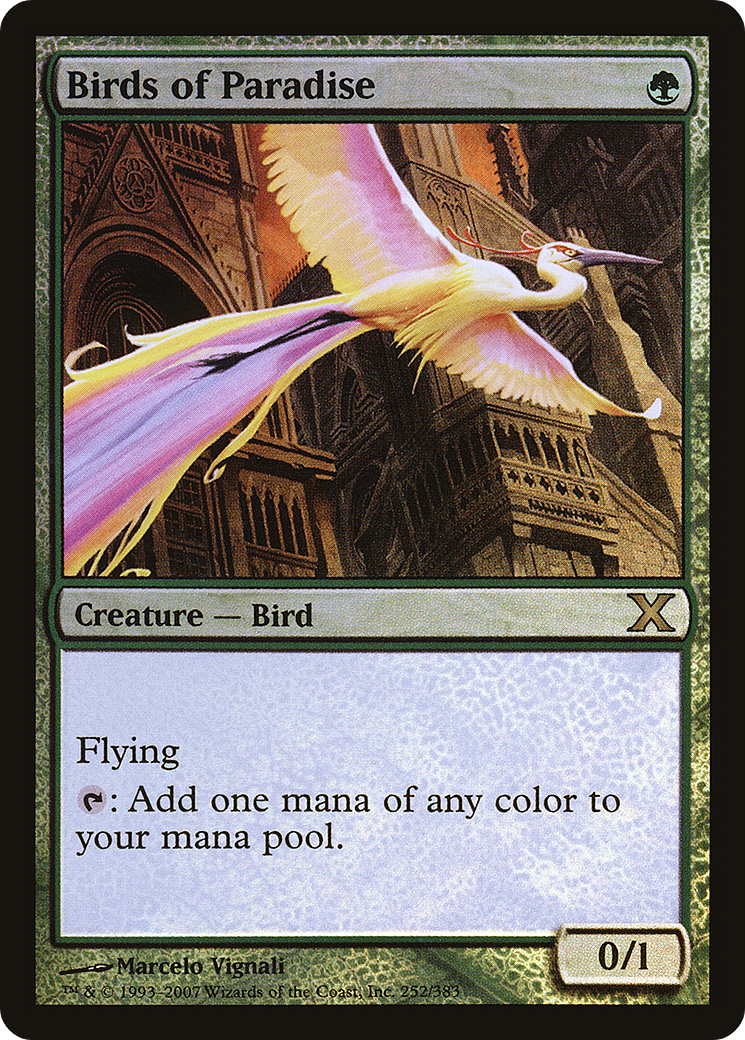 Birds of Paradise
Creature — Bird
X
Flying
: Add one mana of any color to
your mana pool.
0/1
Marcelo Vignali
™ & © 1993–2007 Wizards of the Coast, Inc. 252/383